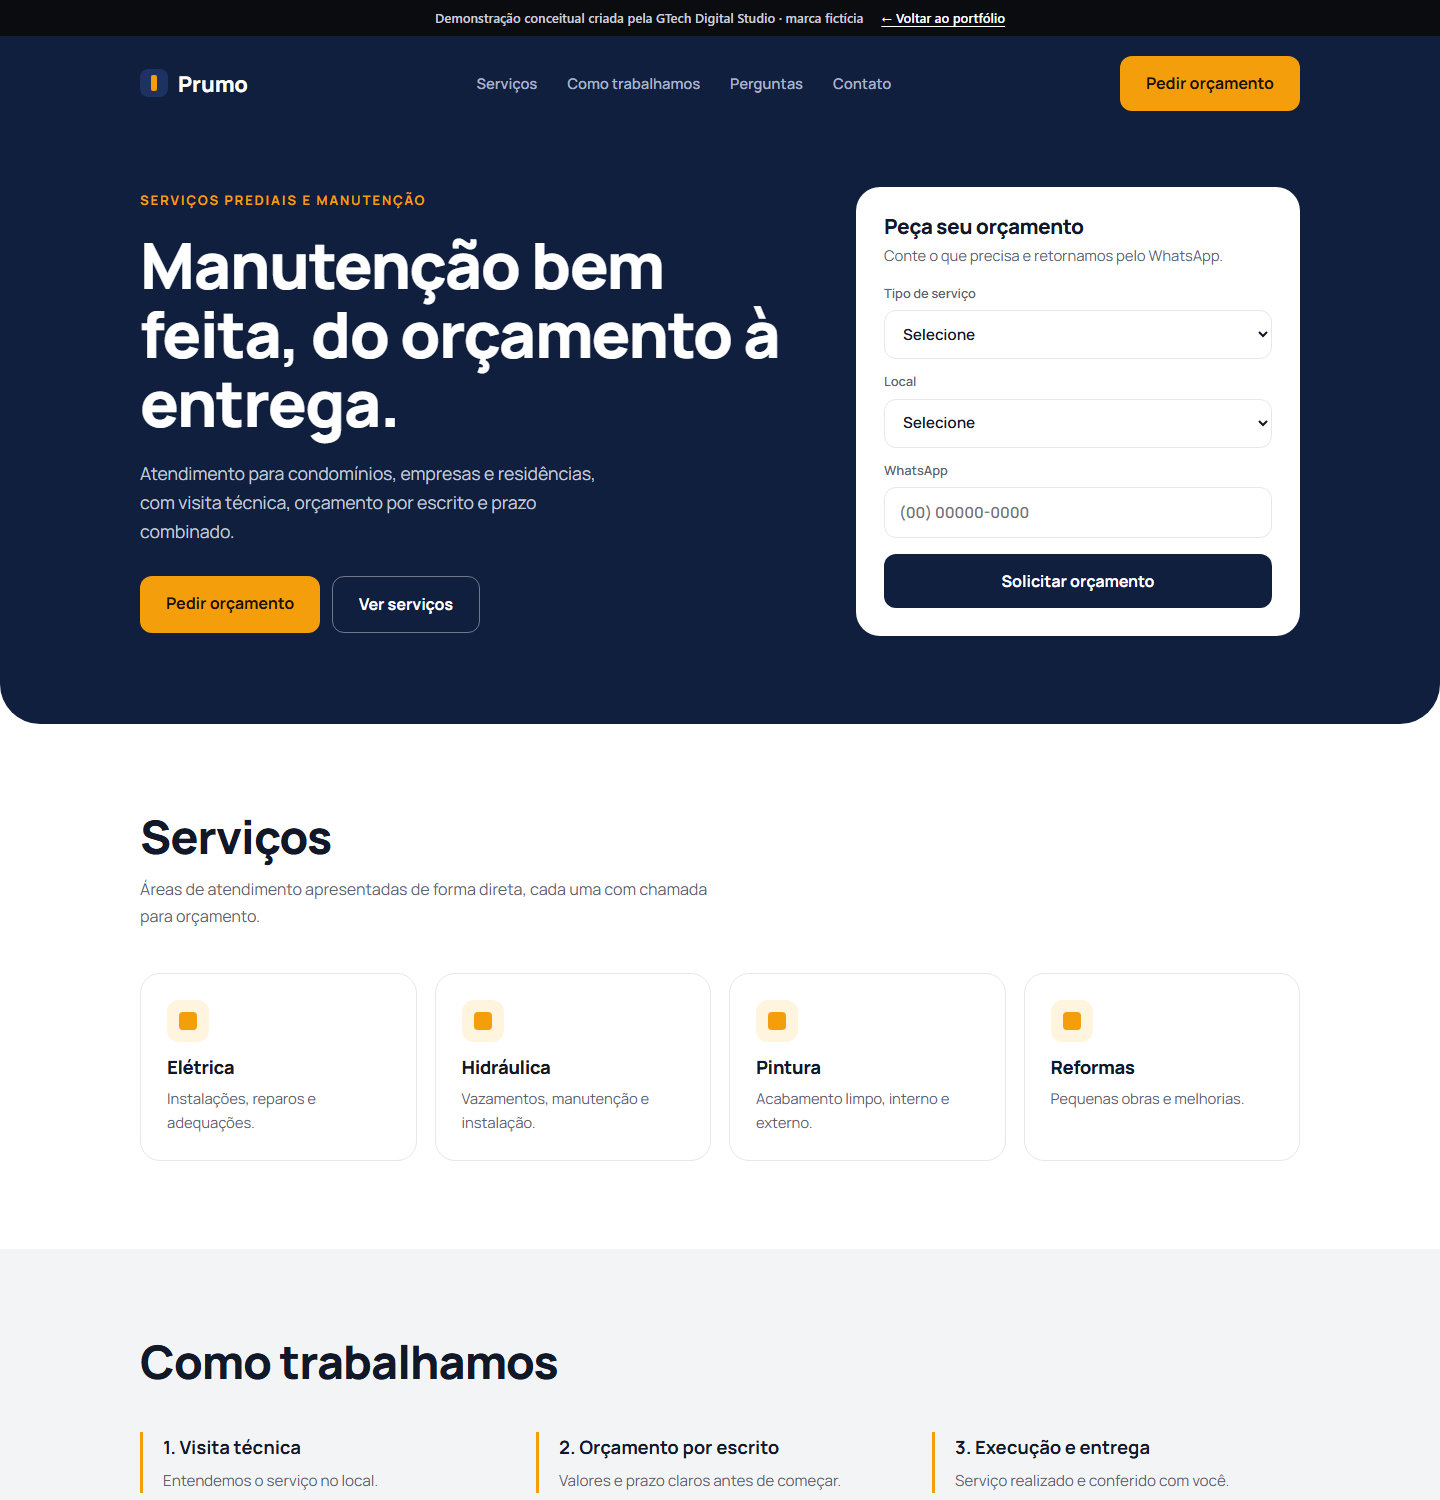 Demonstração conceitual criada pela GTech Digital Studio · marca fictícia ← Voltar ao portfólio
Prumo
Serviços Como trabalhamos Perguntas Contato
Pedir orçamento
SERVIÇOS PREDIAIS E MANUTENÇÃO
Manutenção bem
feita, do orçamento à
entrega.
Atendimento para condomínios, empresas e residências,
com visita técnica, orçamento por escrito e prazo
combinado.
Pedir orçamento Ver serviços
Peça seu orçamento
Conte o que precisa e retornamos pelo WhatsApp.
Tipo de serviço
Selecione
Local
Selecione
WhatsApp
(00) 00000-0000
Solicitar orçamento
Serviços
Áreas de atendimento apresentadas de forma direta, cada uma com chamada
para orçamento.
Elétrica
Instalações, reparos e
adequações.
Hidráulica
Vazamentos, manutenção e
instalação.
Pintura
Acabamento limpo, interno e
externo.
Reformas
Pequenas obras e melhorias.
Como trabalhamos
1. Visita técnica
Entendemos o serviço no local.
2. Orçamento por escrito
Valores e prazo claros antes de começar.
3. Execução e entrega
Serviço realizado e conferido com você.